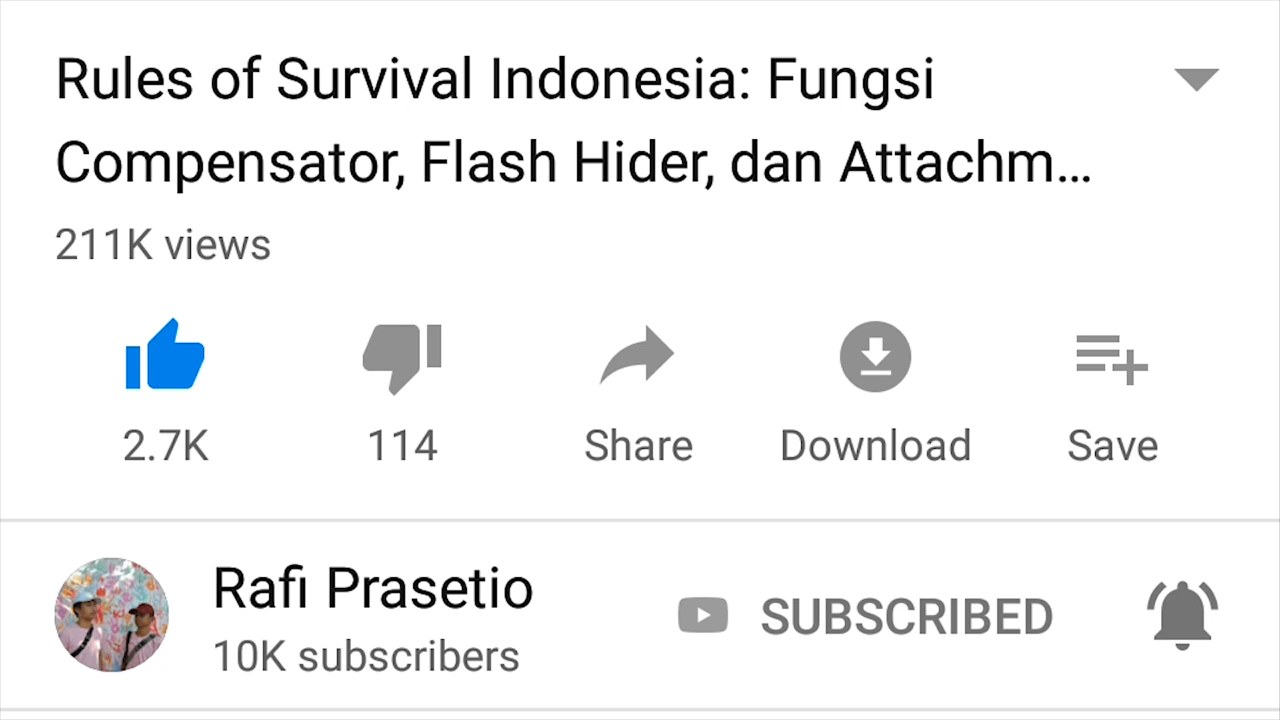 Rules of Survival Indonesia: Fungsi
Compensator, Flash Hider, dan Attachm...
211K views
2.7K 114 Share Download Save
Rafi Prasetio
SUBSCRIBED
10K subscribers